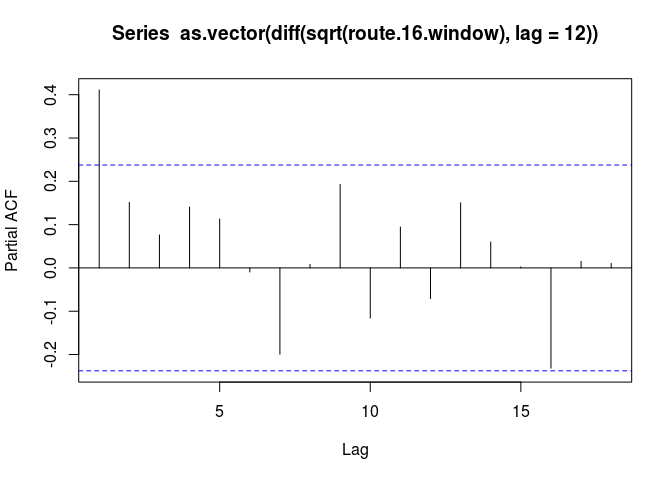 Series  as.vector(diff(sqrt(route.16.window), lag = 12))
Partial ACF
0.4
0.3
0.2
0.1
0.0
-0.1
-0.2
5 10 15
Lag